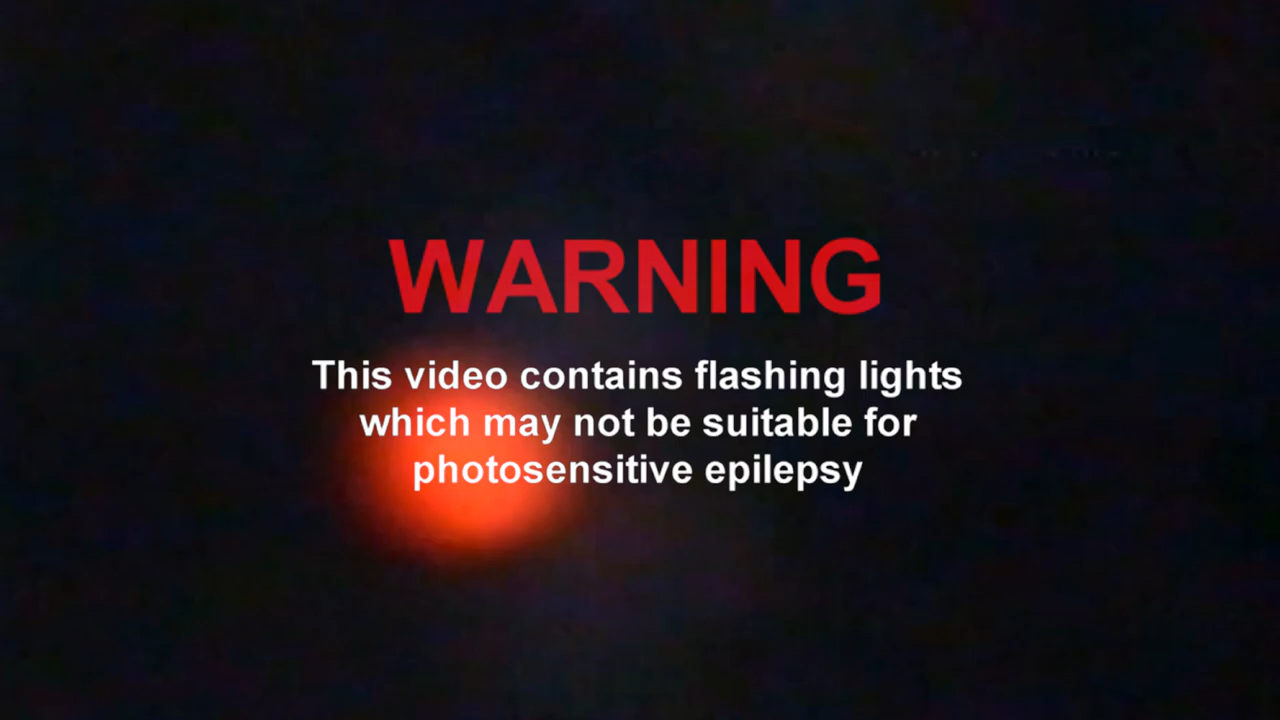 WARNING
This video contains flashing lights
which may not be suitable for
photosensitive epilepsy